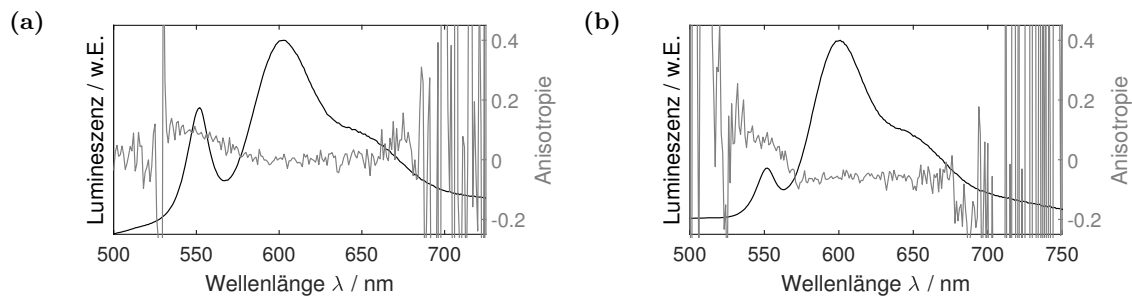 (a)
Lumineszenz / w.E.
0.4
0.2
0
-0.2
Anisotropie
500 550 600 650 700
Wellenlänge λ / nm
(b)
Lumineszenz / w.E.
0.4
0.2
0
-0.2
Anisotropie
500 550 600 650 700 750
Wellenlänge λ / nm